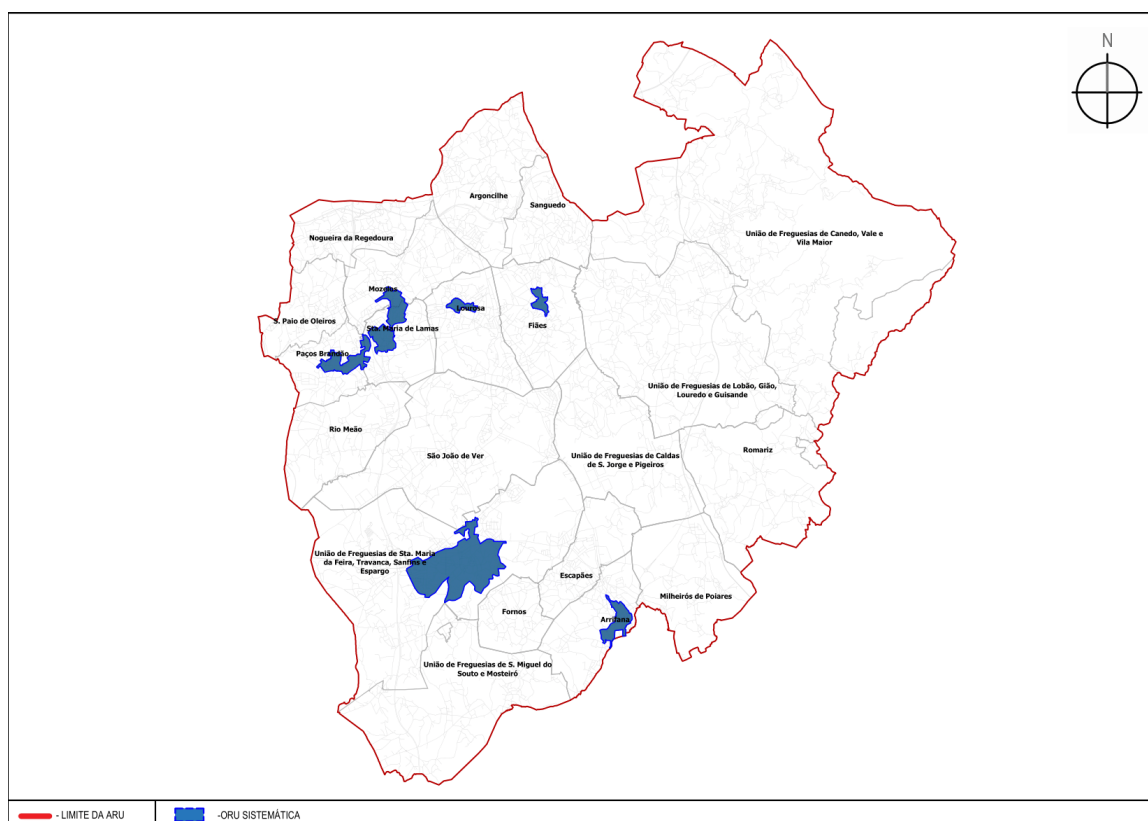 N
Argoncilhe
Sanguedo
Nogueira da Regedoura
União de Freguesias de Canedo, Vale e
Vila Maior
Mozelos
Lourosa
S. Paio de Oleiros
Sta. Maria de Lamas
Fiães
Paços Brandão
União de Freguesias de Lobão, Gião,
Louredo e Guisande
Rio Meão
São João de Ver
União de Freguesias de Caldas
de S. Jorge e Pigeiros
Romariz
União de Freguesias de Sta. Maria
da Feira, Travanca, Sanfins e
Espargo
Escapães
Milheirós de Poiares
Fornos
Arrifana
União de Freguesias de S. Miguel do
Souto e Mosteiró
- LIMITE DA ARU
-ORU SISTEMÁTICA